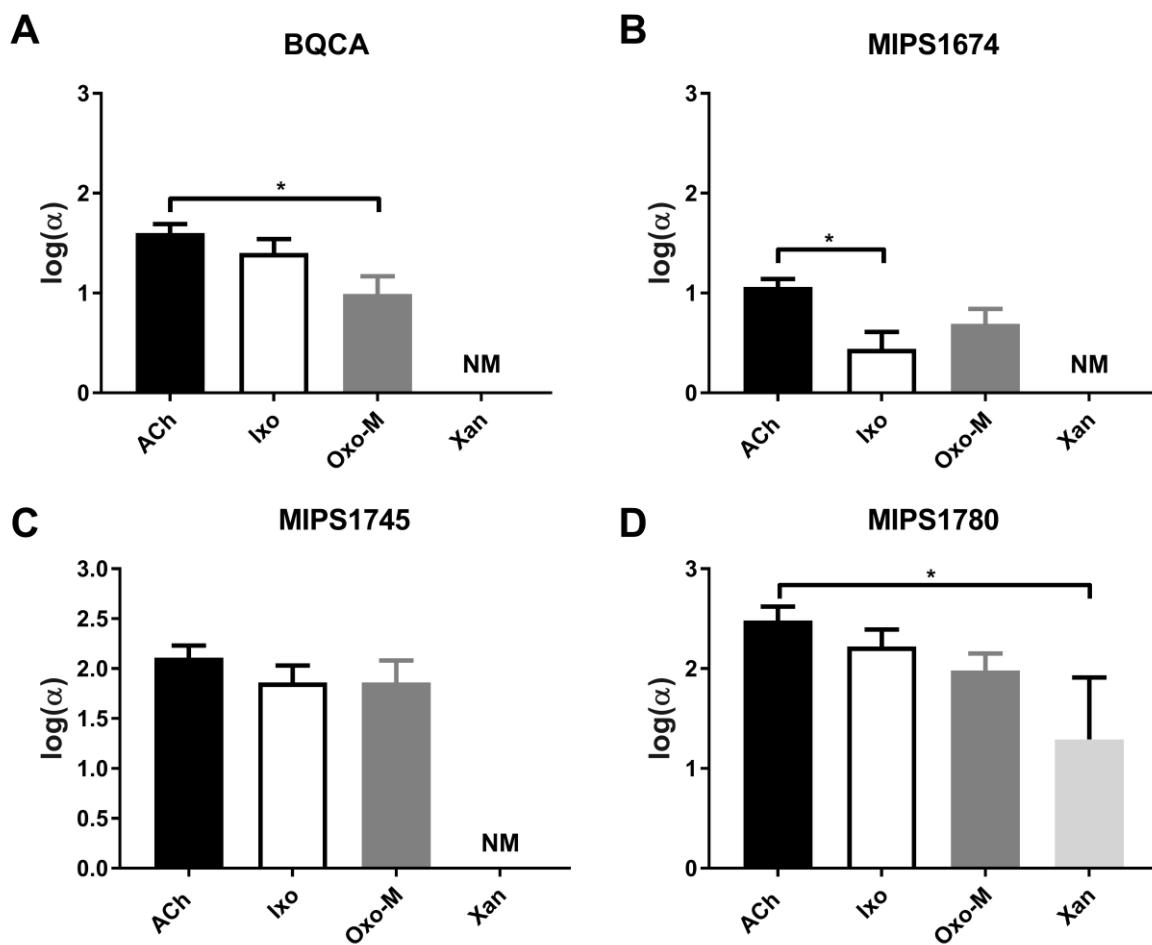 A
BQCA
log(α)
3
2
1
0
*
NM
ACh
Ixo
Oxo-M
Xan
B
MIPS1674
log(α)
3
2
1
0
*
NM
ACh
Ixo
Oxo-M
Xan
C
MIPS1745
log(α)
3.0
2.5
2.0
1.5
1.0
0.5
0.0
NM
ACh
Ixo
Oxo-M
Xan
D
MIPS1780
log(α)
3
2
1
0
*
ACh
Ixo
Oxo-M
Xan